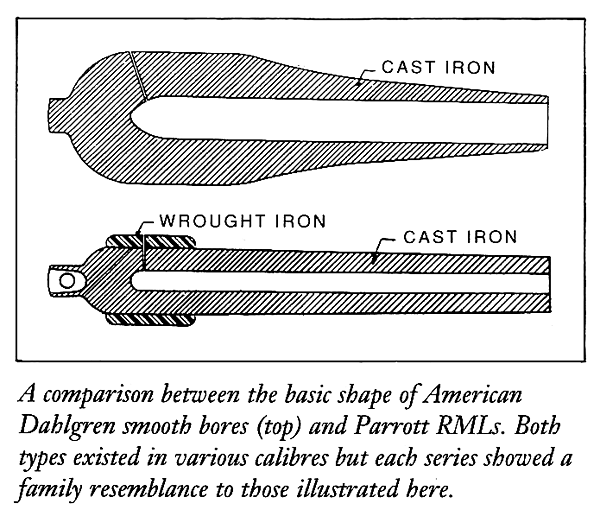 CAST IRON
WROUGHT IRON
CAST IRON
A comparison between the basic shape of American
Dahlgren smooth bores (top) and Parrott RMLs. Both
types existed in various calibres but each series showed a
family resemblance to those illustrated here.